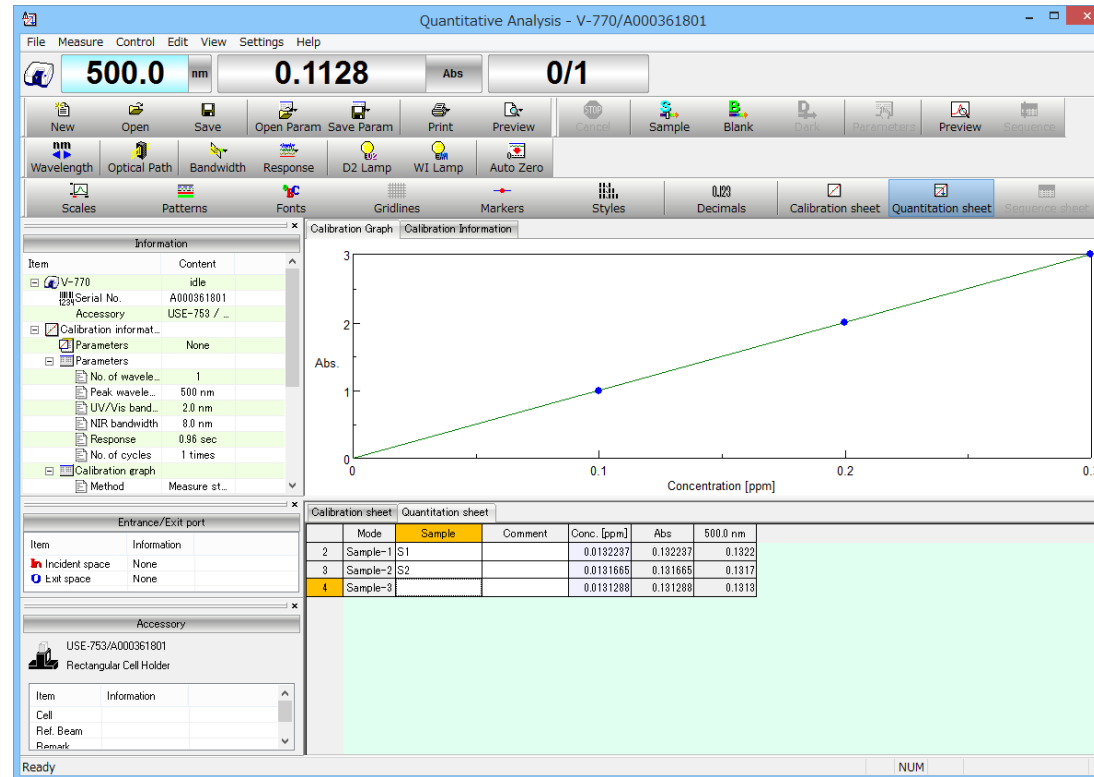 Quantitative Analysis - V-770/A000361801
File Measure Control Edit View Settings Help
500.0 nm 0.1128 Abs 0/1
New Open Save Open Param Save Param Print Preview Cancel Sample Blank Dark Parameters Preview Sequence
Wavelength Optical Path Bandwidth Response D2 Lamp WI Lamp Auto Zero
Scales Patterns Fonts Gridlines Markers Styles Decimals Calibration sheet Quantitation sheet Sequence sheet
Information
Item Content
V-770 idle
Serial No. A000361801
Accessory USE-753 / ...
Calibration informat...
Parameters None
Parameters
No. of wavele... 1
Peak wavele... 500 nm
UV/Vis band... 2.0 nm
NIR bandwidth 8.0 nm
Response 0.96 sec
No. of cycles 1 times
Calibration graph
Method Measure st...
Calibration Graph Calibration Information
3
2
Abs.
1
0
0 0.1 0.2 0.
Concentration [ppm]
Entrance/Exit port
Item Information
In Incident space None
Exit space None
Accessory
USE-753/A000361801
Rectangular Cell Holder
Item Information
Cell
Ref. Beam
Remark
Calibration sheet Quantitation sheet
Mode Sample Comment Conc. [ppm] Abs 500.0 nm
2 Sample-1 S1 0.0132237 0.132237 0.1322
3 Sample-2 S2 0.0131665 0.131665 0.1317
4 Sample-3 0.0131288 0.131288 0.1313
Ready NUM